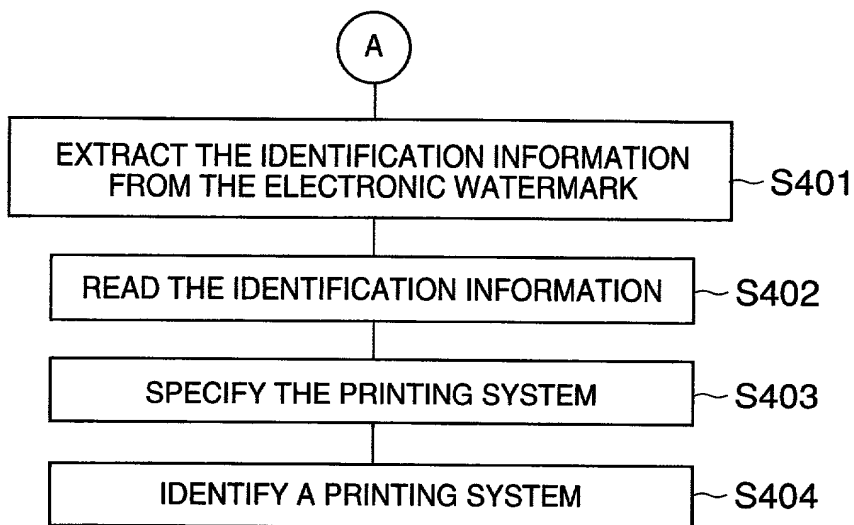 A
EXTRACT THE IDENTIFICATION INFORMATION
FROM THE ELECTRONIC WATERMARK
S401
READ THE IDENTIFICATION INFORMATION
S402
SPECIFY THE PRINTING SYSTEM
S403
IDENTIFY A PRINTING SYSTEM
S404